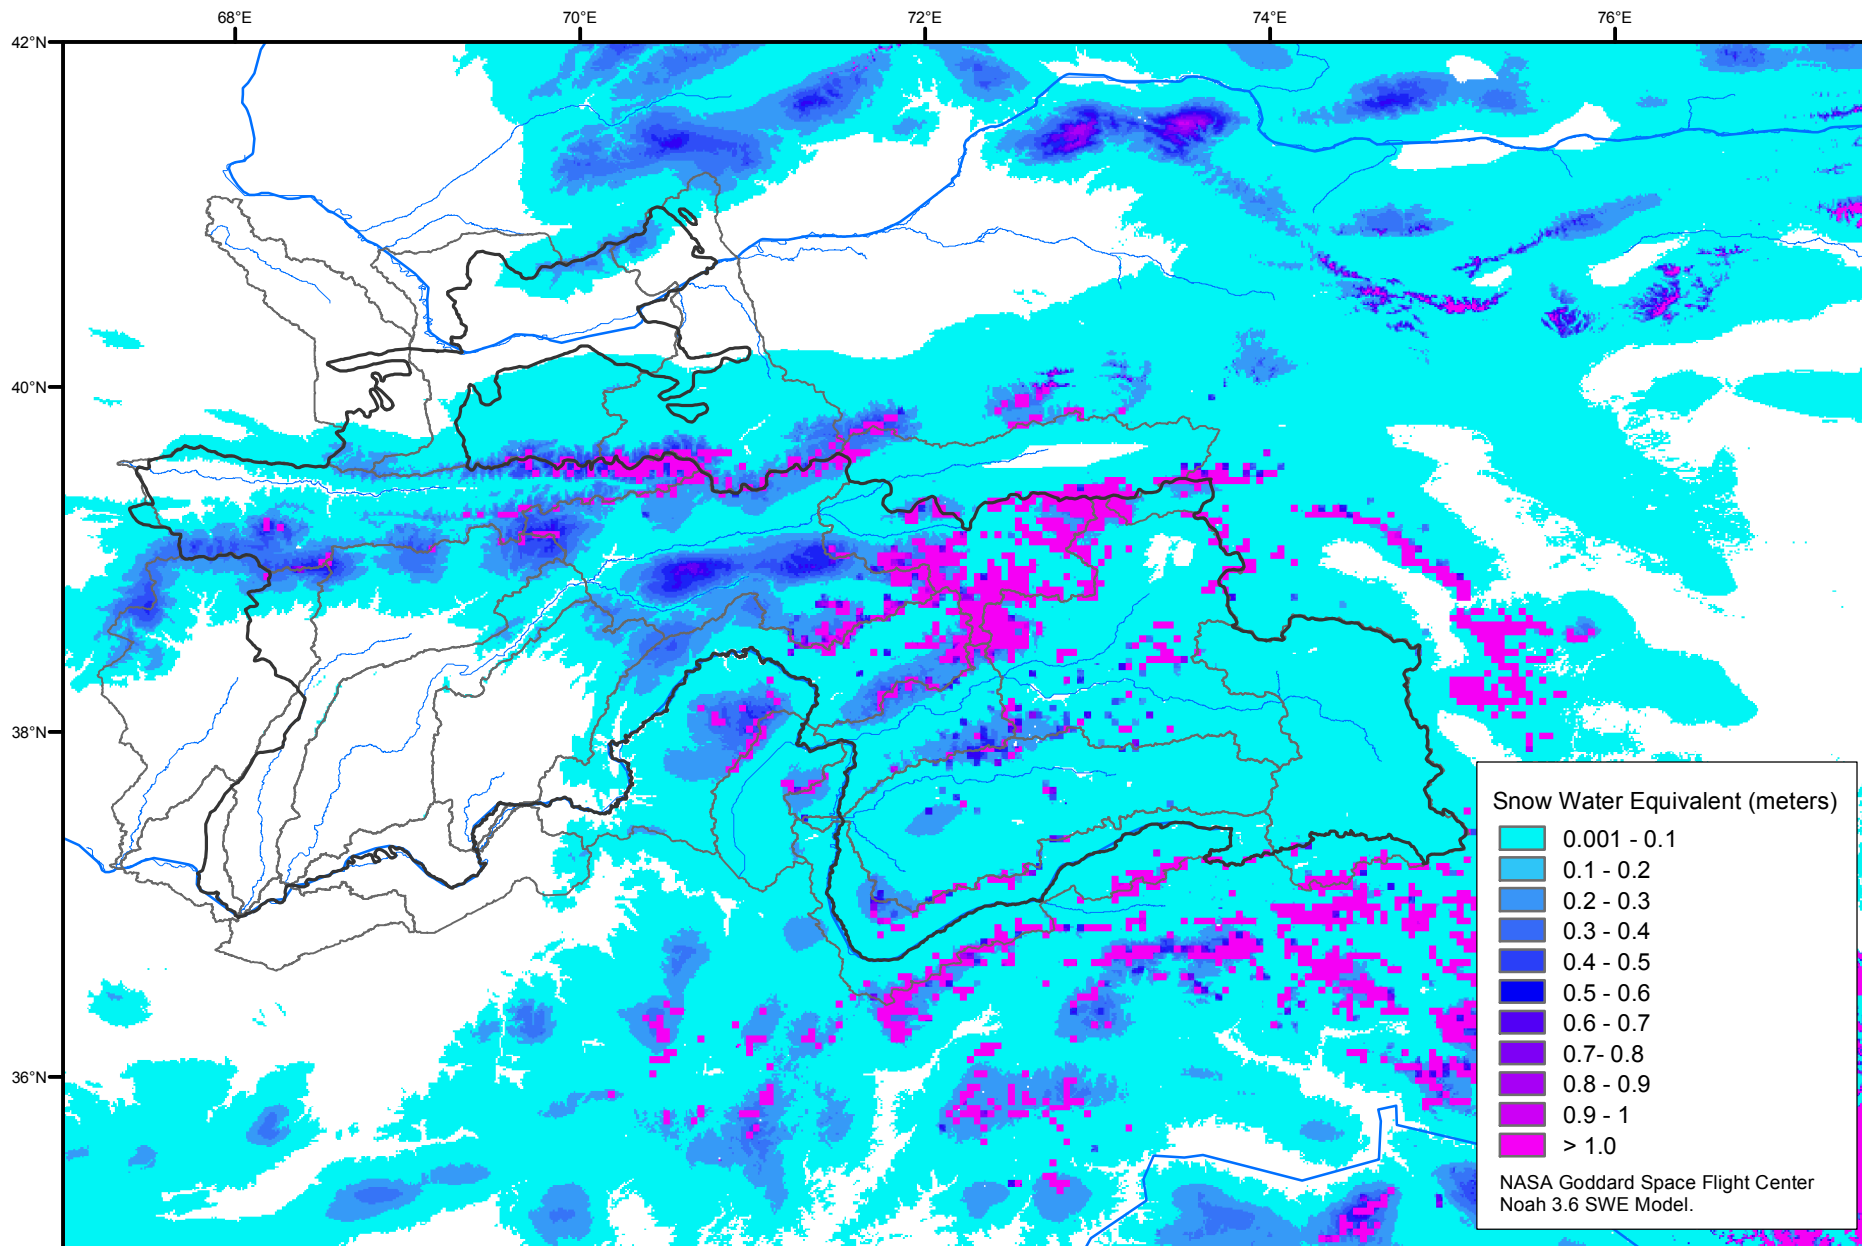 68°E
70°E
72°E
74°E
76°E
42°N
40°N
38°N
36°N
Snow Water Equivalent (meters)
0.001 - 0.1
0.1 - 0.2
0.2 - 0.3
0.3 - 0.4
0.4 - 0.5
0.5 - 0.6
0.6 - 0.7
0.7- 0.8
0.8 - 0.9
0.9 - 1
> 1.0
NASA Goddard Space Flight Center
Noah 3.6 SWE Model.